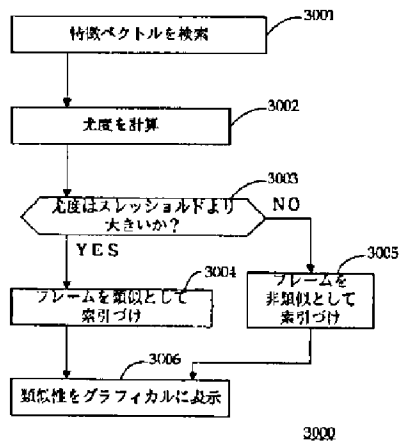 3001
特徴ベクトルを検索
3002
尤度を計算
3003
尤度はスレッショルドより
大きいか？
NO
YES
3004
フレームを類似として
索引づけ
3005
フレームを
非類似として
索引づけ
3006
類似性をグラフィカルに表示
3000